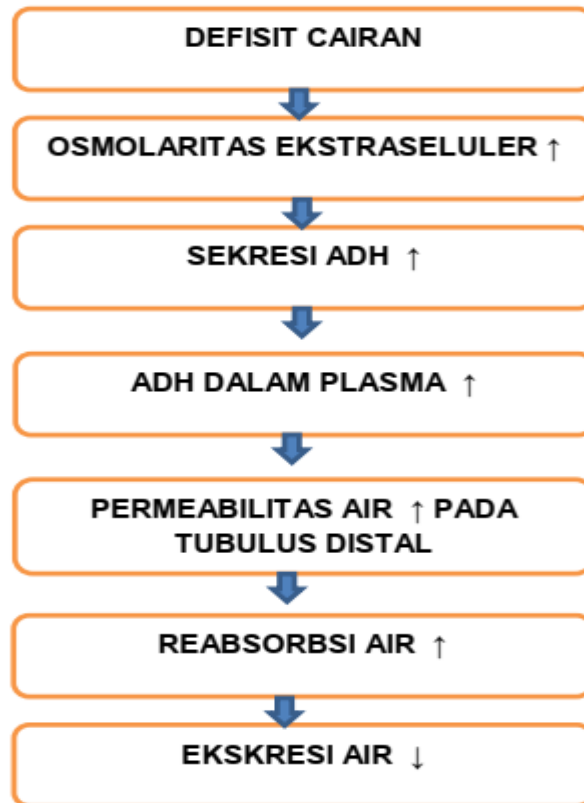 DEFISIT CAIRAN
OSMOLARITAS EKSTRASELULER ↑
SEKRESI ADH ↑
ADH DALAM PLASMA ↑
PERMEABILITAS AIR ↑ PADA
TUBULUS DISTAL
REABSORBSI AIR ↑
EKSKRESI AIR ↓